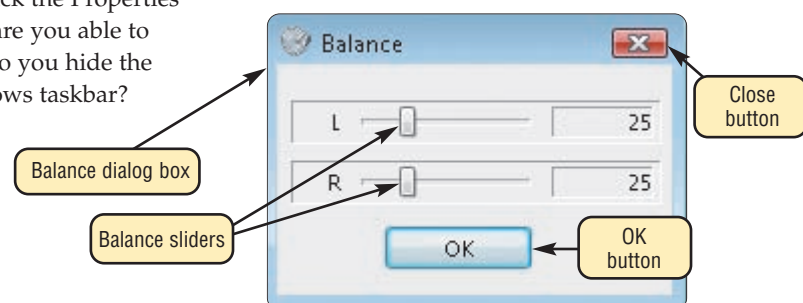 ck the Properties
are you able to
o you hide the
ows taskbar?
Balance
Close
button
L 25
Balance dialog box
R 25
Balance sliders
OK
OK
button